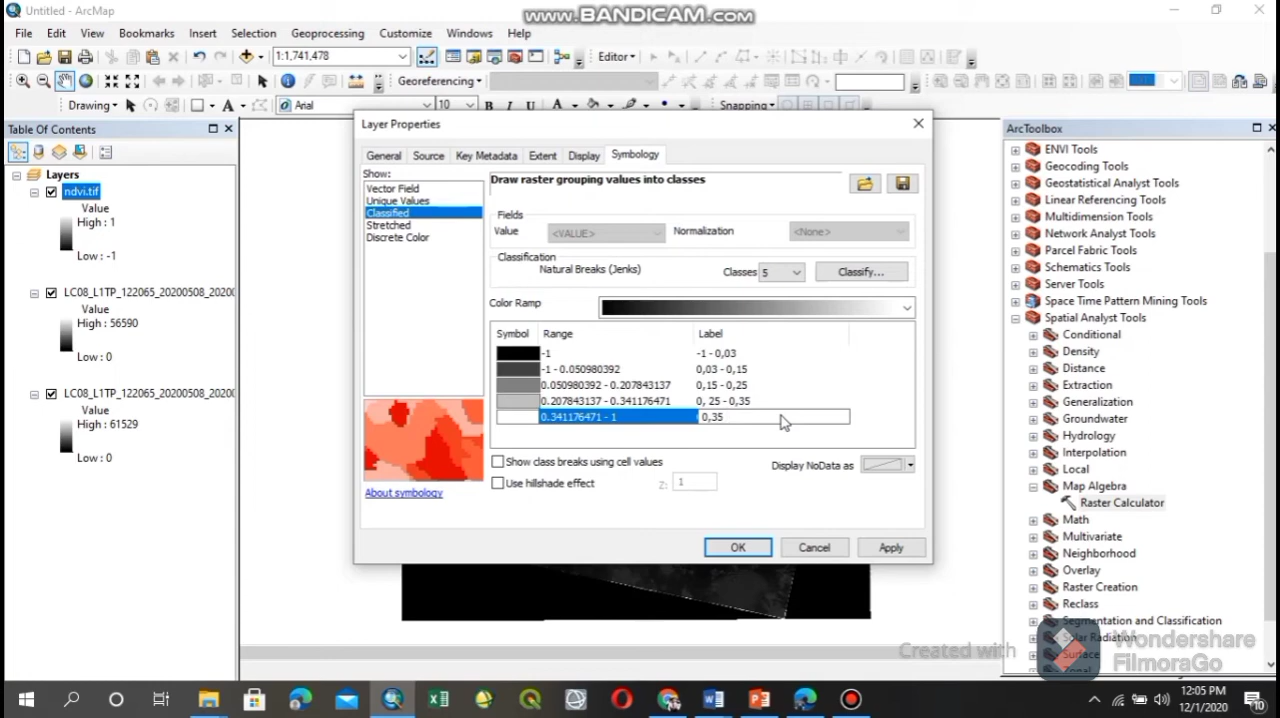 Untitled - ArcMap
www.BANDICAM.com
File Edit View Bookmarks Insert Selection Geoprocessing Customize Windows Help
1:1,741,478
Editor
Georeferencing
Drawing
Arial
10
B I U A
Snapping
Table Of Contents
Layers
ndvi.tif
Value
High : 1
Low : -1
LC08_L1TP_122065_20200508_20200
Value
High : 56590
Low : 0
LC08_L1TP_122065_20200508_20200
Value
High : 61529
Low : 0
Layer Properties
General Source Key Metadata Extent Display Symbology
Show:
Vector Field
Unique Values
Classified
Stretched
Discrete Color
About symbology
Draw raster grouping values into classes
Fields
Value <VALUE> Normalization <None>
Classification
Natural Breaks (Jenks) Classes 5 Classify...
Color Ramp
Symbol Range Label
-1 -1 - 0,03
-1 - 0.050980392 0,03 - 0,15
0.050980392 - 0.207843137 0,15 - 0,25
0.207843137 - 0.341176471 0, 25 - 0,35
0.341176471 - 1 0,35
Show class breaks using cell values
Display NoData as
Use hillshade effect Z: 1
OK Cancel Apply
ArcToolbox
ENVI Tools
Geocoding Tools
Geostatistical Analyst Tools
Linear Referencing Tools
Multidimension Tools
Network Analyst Tools
Parcel Fabric Tools
Schematics Tools
Server Tools
Space Time Pattern Mining Tools
Spatial Analyst Tools
Conditional
Density
Distance
Extraction
Generalization
Groundwater
Hydrology
Interpolation
Local
Map Algebra
Raster Calculator
Math
Multivariate
Neighborhood
Overlay
Raster Creation
Reclass
Segmentation and Classification
Solar Radiation
Surface
Zonal
Created with
Wondershare
FilmoraGo
12:05 PM
12/1/2020
10